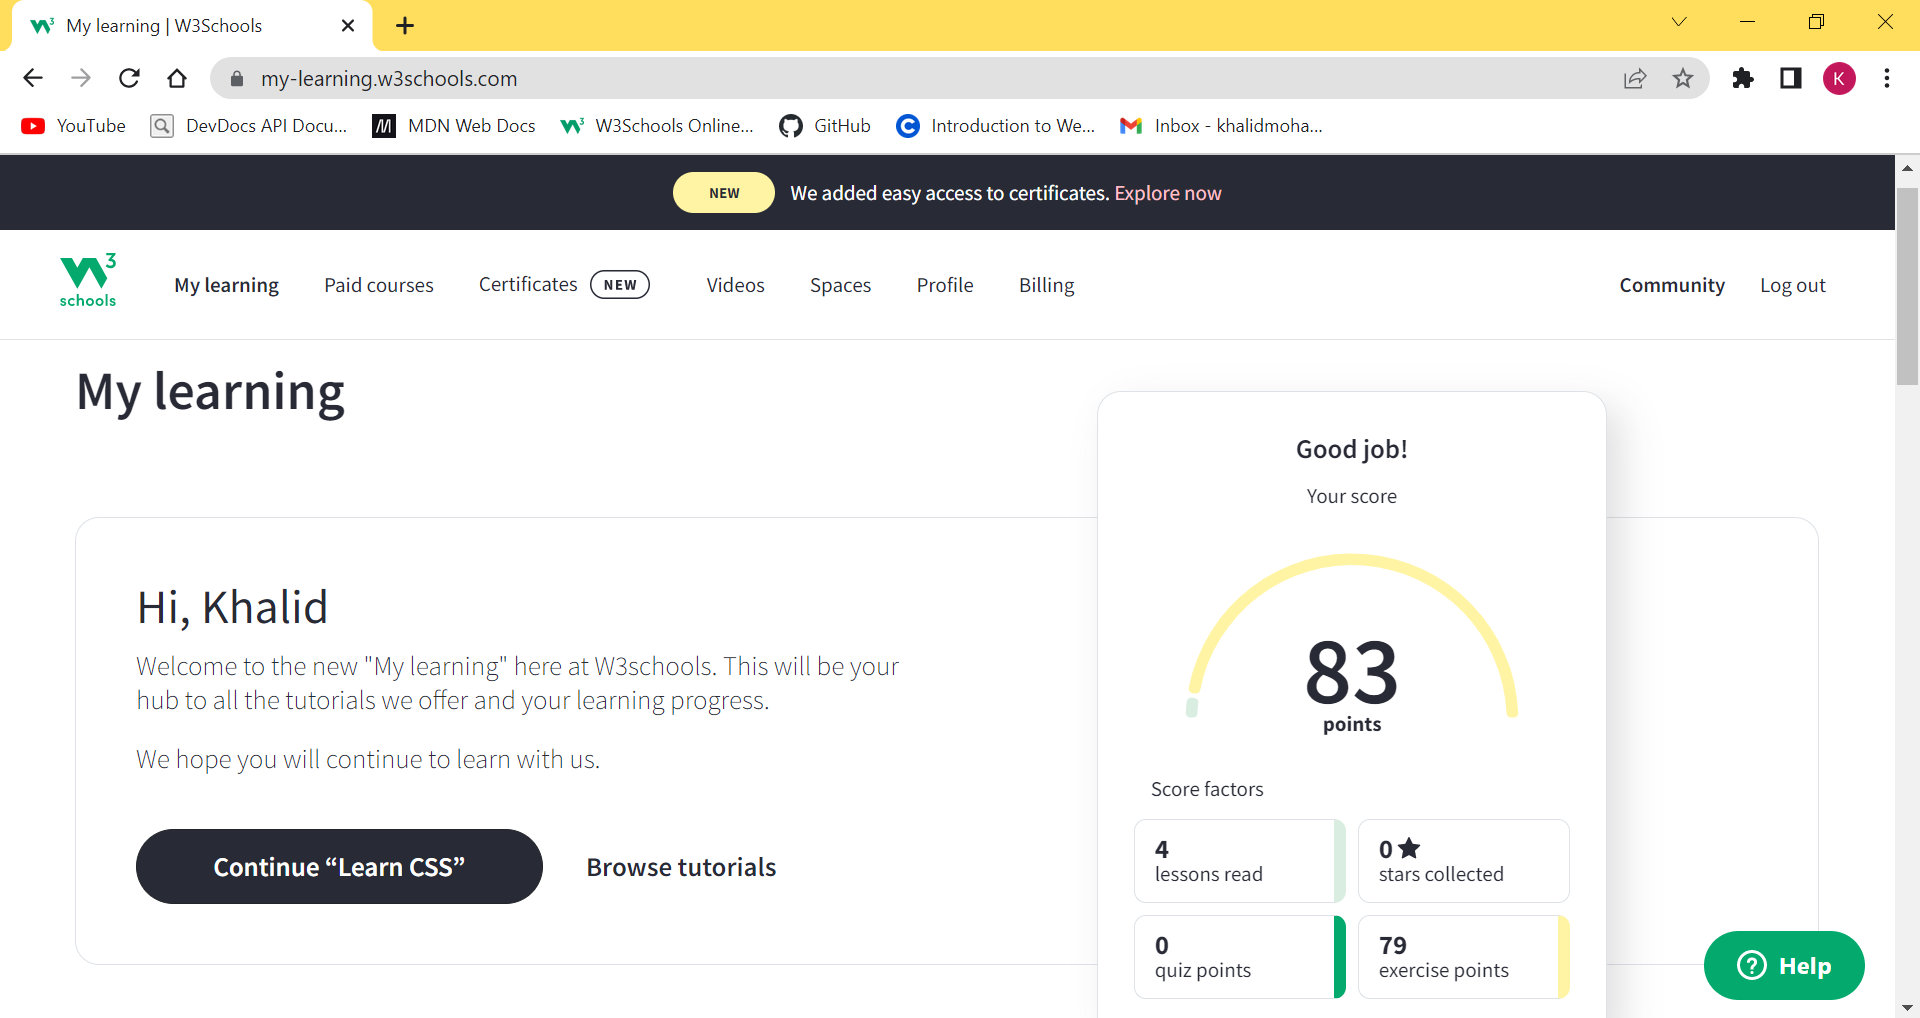 W3 My learning | W3Schools
my-learning.w3schools.com
K
YouTube
DevDocs API Docu...
M MDN Web Docs
W3 W3Schools Online...
GitHub
C Introduction to We...
M Inbox - khalidmoha...
NEW We added easy access to certificates. Explore now
W3 schools
My learning
Paid courses
Certificates NEW
Videos
Spaces
Profile
Billing
Community
Log out
My learning
Hi, Khalid
Welcome to the new "My learning" here at W3schools. This will be your
hub to all the tutorials we offer and your learning progress.
We hope you will continue to learn with us.
Continue “Learn CSS”
Browse tutorials
Good job!
Your score
83
points
Score factors
4
lessons read
0
stars collected
0
quiz points
79
exercise points
? Help